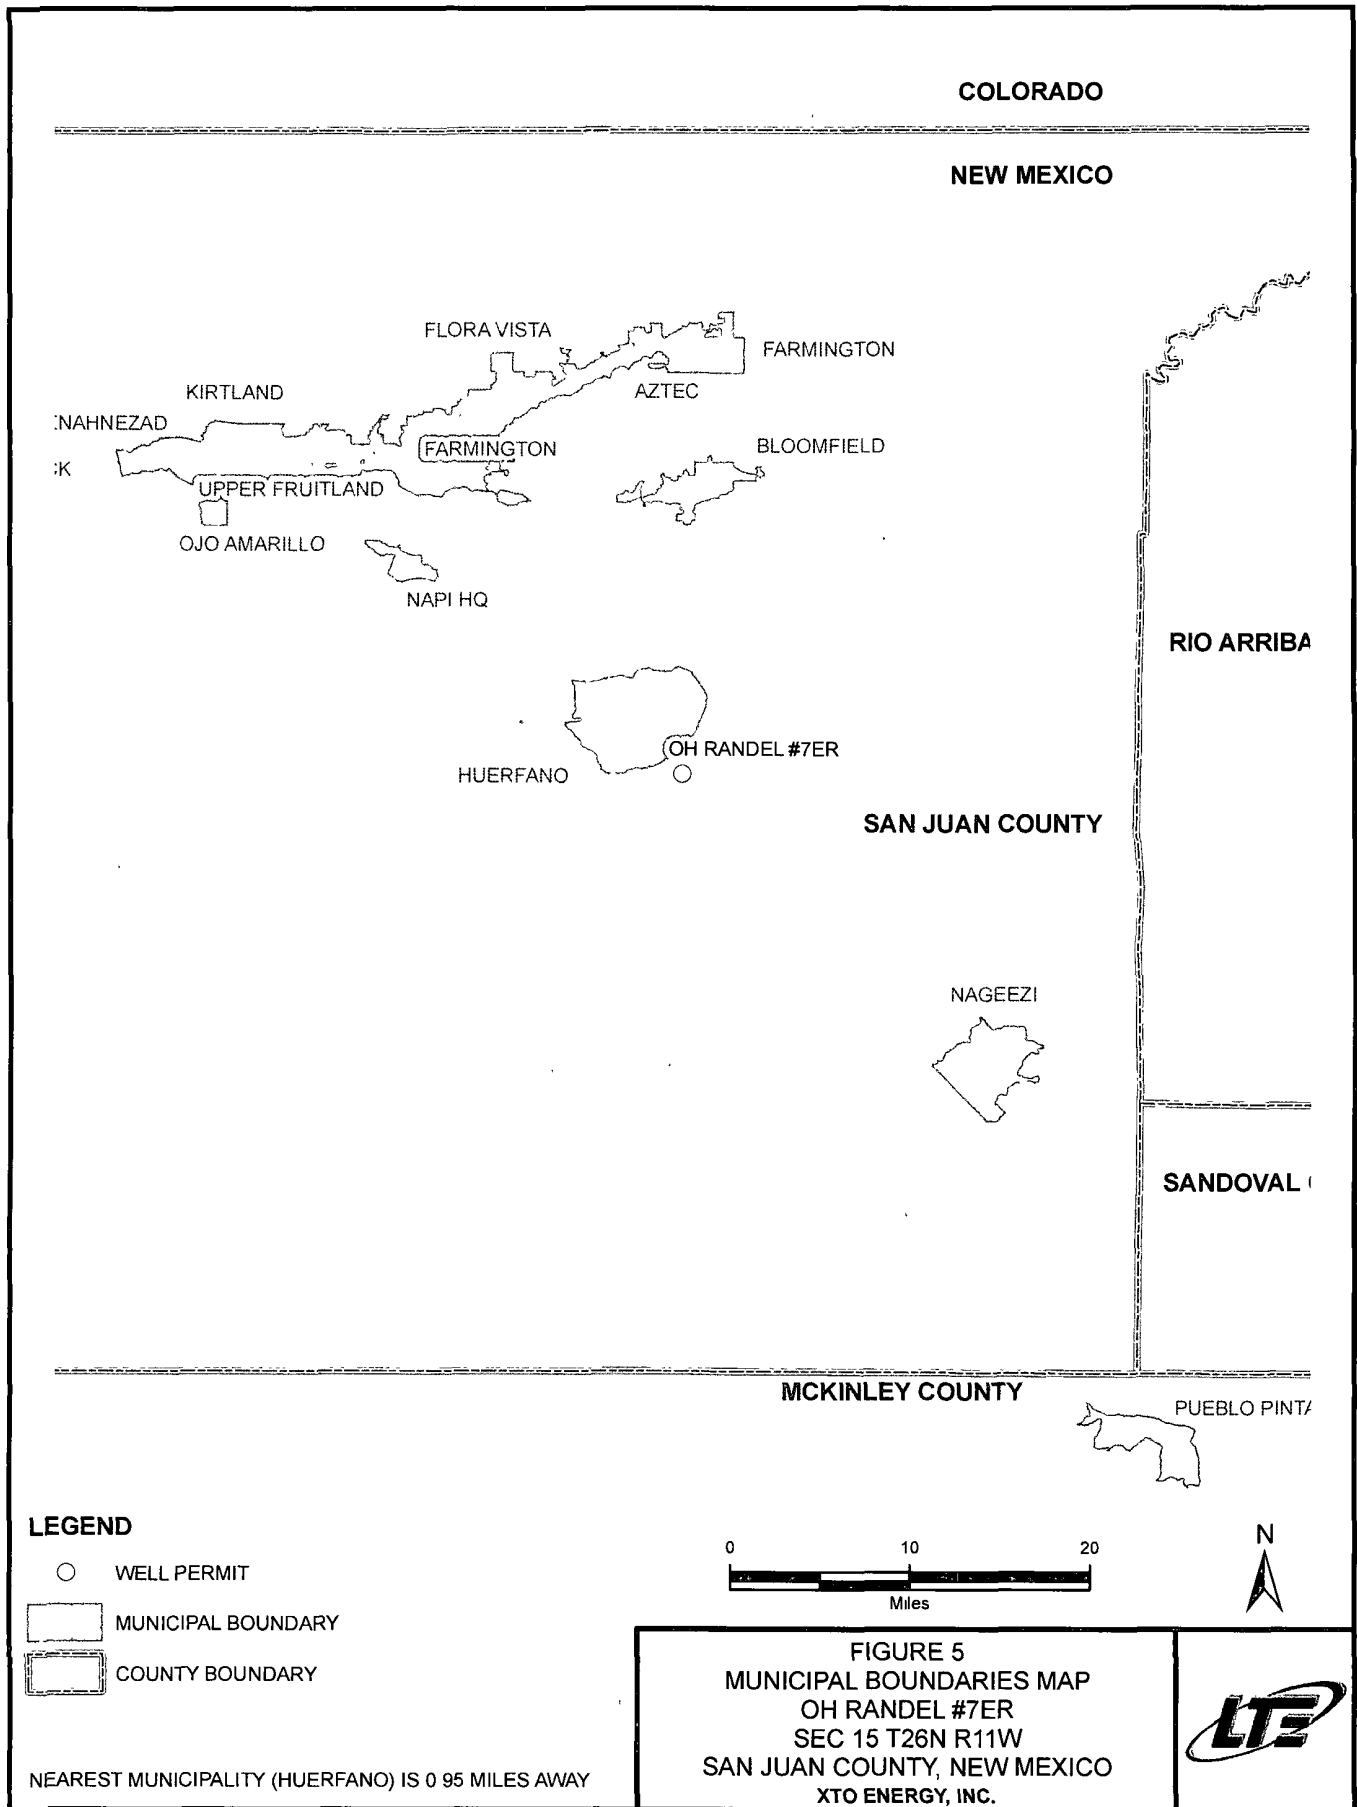 COLORADO
NEW MEXICO
FLORA VISTA
FARMINGTON
KIRTLAND
AZTEC
NAHNEZAD
FARMINGTON
BLOOMFIELD
K
UPPER FRUITLAND
OJO AMARILLO
NAPI HQ
RIO ARRIBA
OH RANDEL #7ER
HUERFANO
SAN JUAN COUNTY
NAGEEZI
SANDOVAL
MCKINLEY COUNTY
PUEBLO PINTA
LEGEND
WELL PERMIT
MUNICIPAL BOUNDARY
COUNTY BOUNDARY
0 10 20
Miles
N
FIGURE 5
MUNICIPAL BOUNDARIES MAP
OH RANDEL #7ER
SEC 15 T26N R11W
SAN JUAN COUNTY, NEW MEXICO
XTO ENERGY, INC.
LTE
NEAREST MUNICIPALITY (HUERFANO) IS 0 95 MILES AWAY